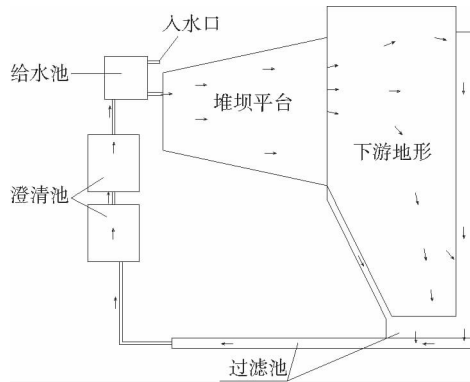 入水口
给水池
堆坝平台
下游地形
澄清池
过滤池